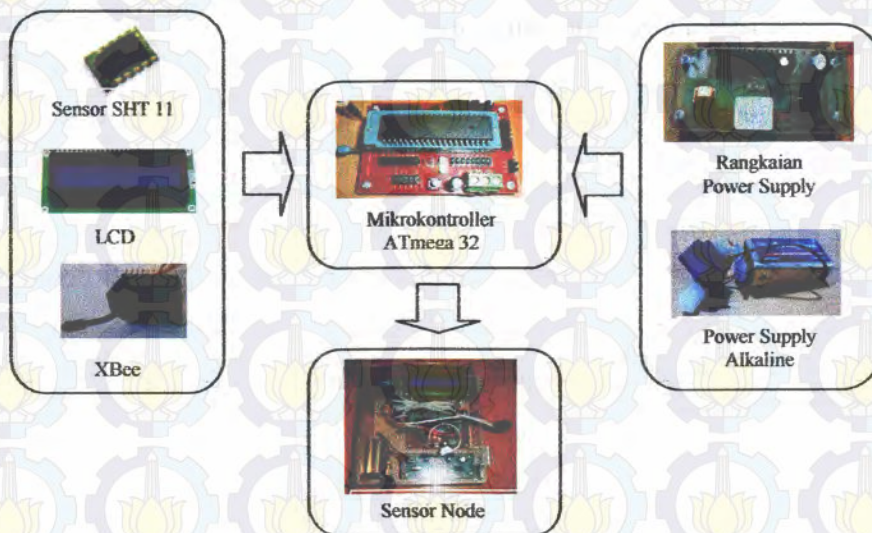 Sensor SHT 11
LCD
XBee
Mikrokontroller
ATmega 32
Sensor Node
Rangkaian
Power Supply
Power Supply
Alkaline